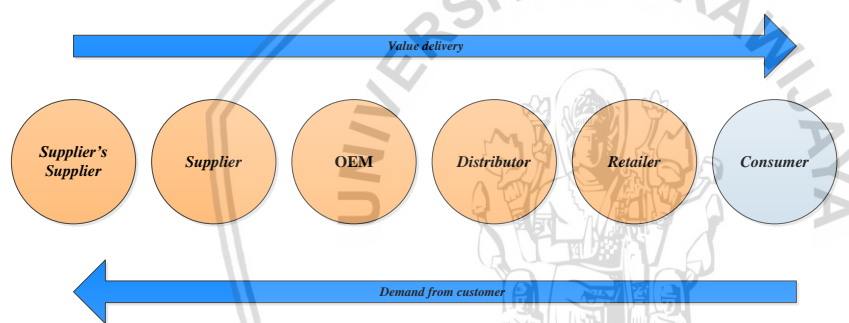 Value delivery
Supplier's
Supplier
Supplier
OEM
Distributor
Retailer
Consumer
Demand from customer